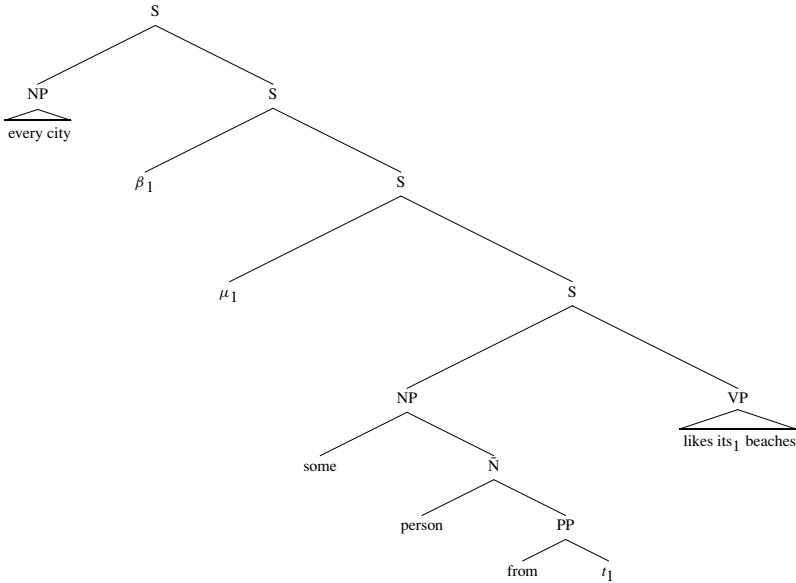 S
NP S
every city
β1 S
μ1 S
NP VP
some N̄ likes its1 beaches
person PP
from t1